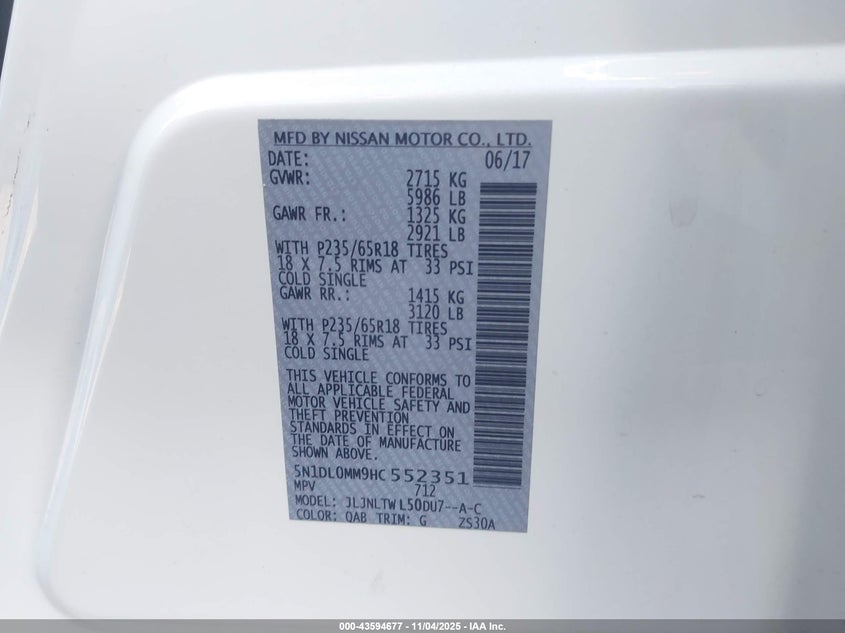 MFD BY NISSAN MOTOR CO., LTD.
DATE: 06/17
GVWR: 2715 KG
5986 LB
GAWR FR.: 1325 KG
2921 LB
WITH P235/65R18 TIRES
18 X 7.5 RIMS AT 33 PSI
COLD SINGLE
GAWR RR.: 1415 KG
3120 LB
WITH P235/65R18 TIRES
18 X 7.5 RIMS AT 33 PSI
COLD SINGLE
THIS VEHICLE CONFORMS TO
ALL APPLICABLE FEDERAL
MOTOR VEHICLE SAFETY AND
THEFT PREVENTION
STANDARDS IN EFFECT ON
THE DATE OF MANUFACTURE
SHOWN ABOVE.
5N1DL0MM9HC552351
MPV 712
MODEL: JLJNLTW L50DU7--A-C
COLOR: QAB TRIM: G ZS30A
000-43594677 - 11/04/2025 - IAA Inc.